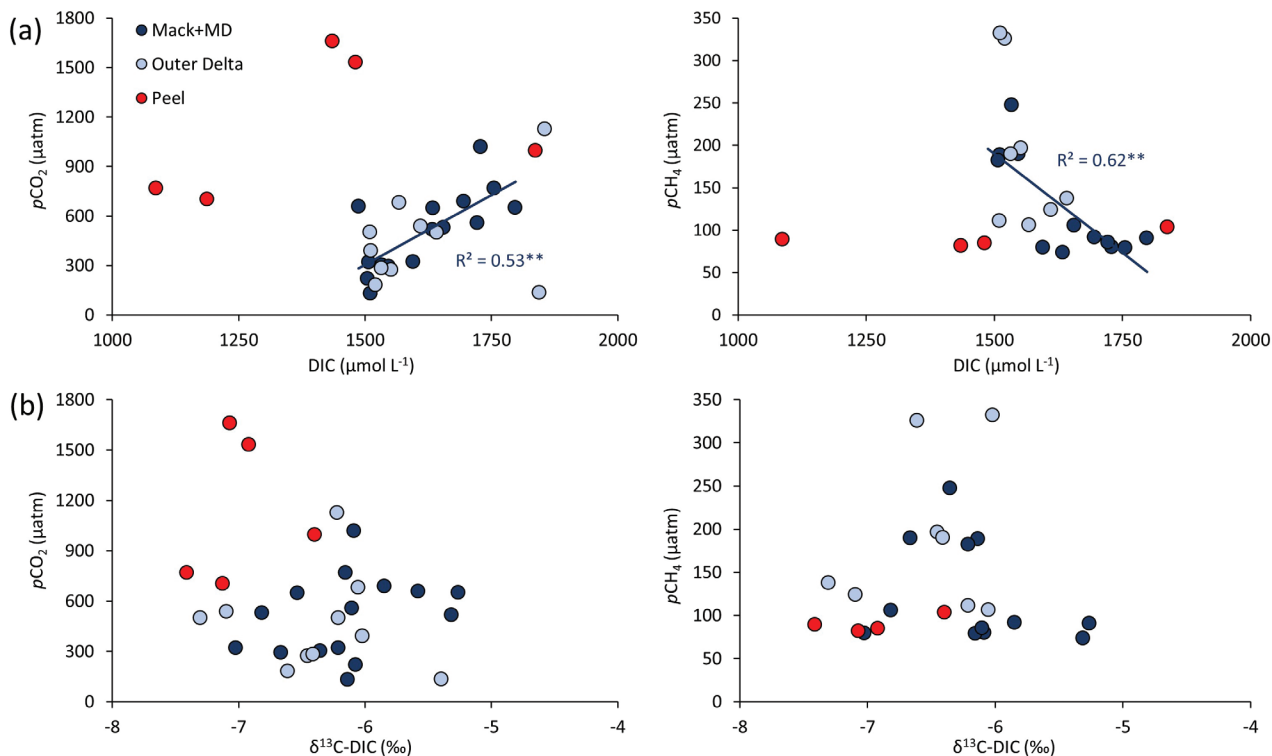 (a)
1800
1500
1200
900
600
300
0
pCO₂ (µatm)
Mack+MD
Outer Delta
Peel
R² = 0.53**
1000 1250 1500 1750 2000
DIC (µmol L⁻¹)
350
300
250
200
150
100
50
0
pCH₄ (µatm)
R² = 0.62**
1000 1250 1500 1750 2000
DIC (µmol L⁻¹)
(b)
1800
1500
1200
900
600
300
0
pCO₂ (µatm)
-8 -7 -6 -5 -4
δ¹³C-DIC (‰)
350
300
250
200
150
100
50
0
pCH₄ (µatm)
-8 -7 -6 -5 -4
δ¹³C-DIC (‰)